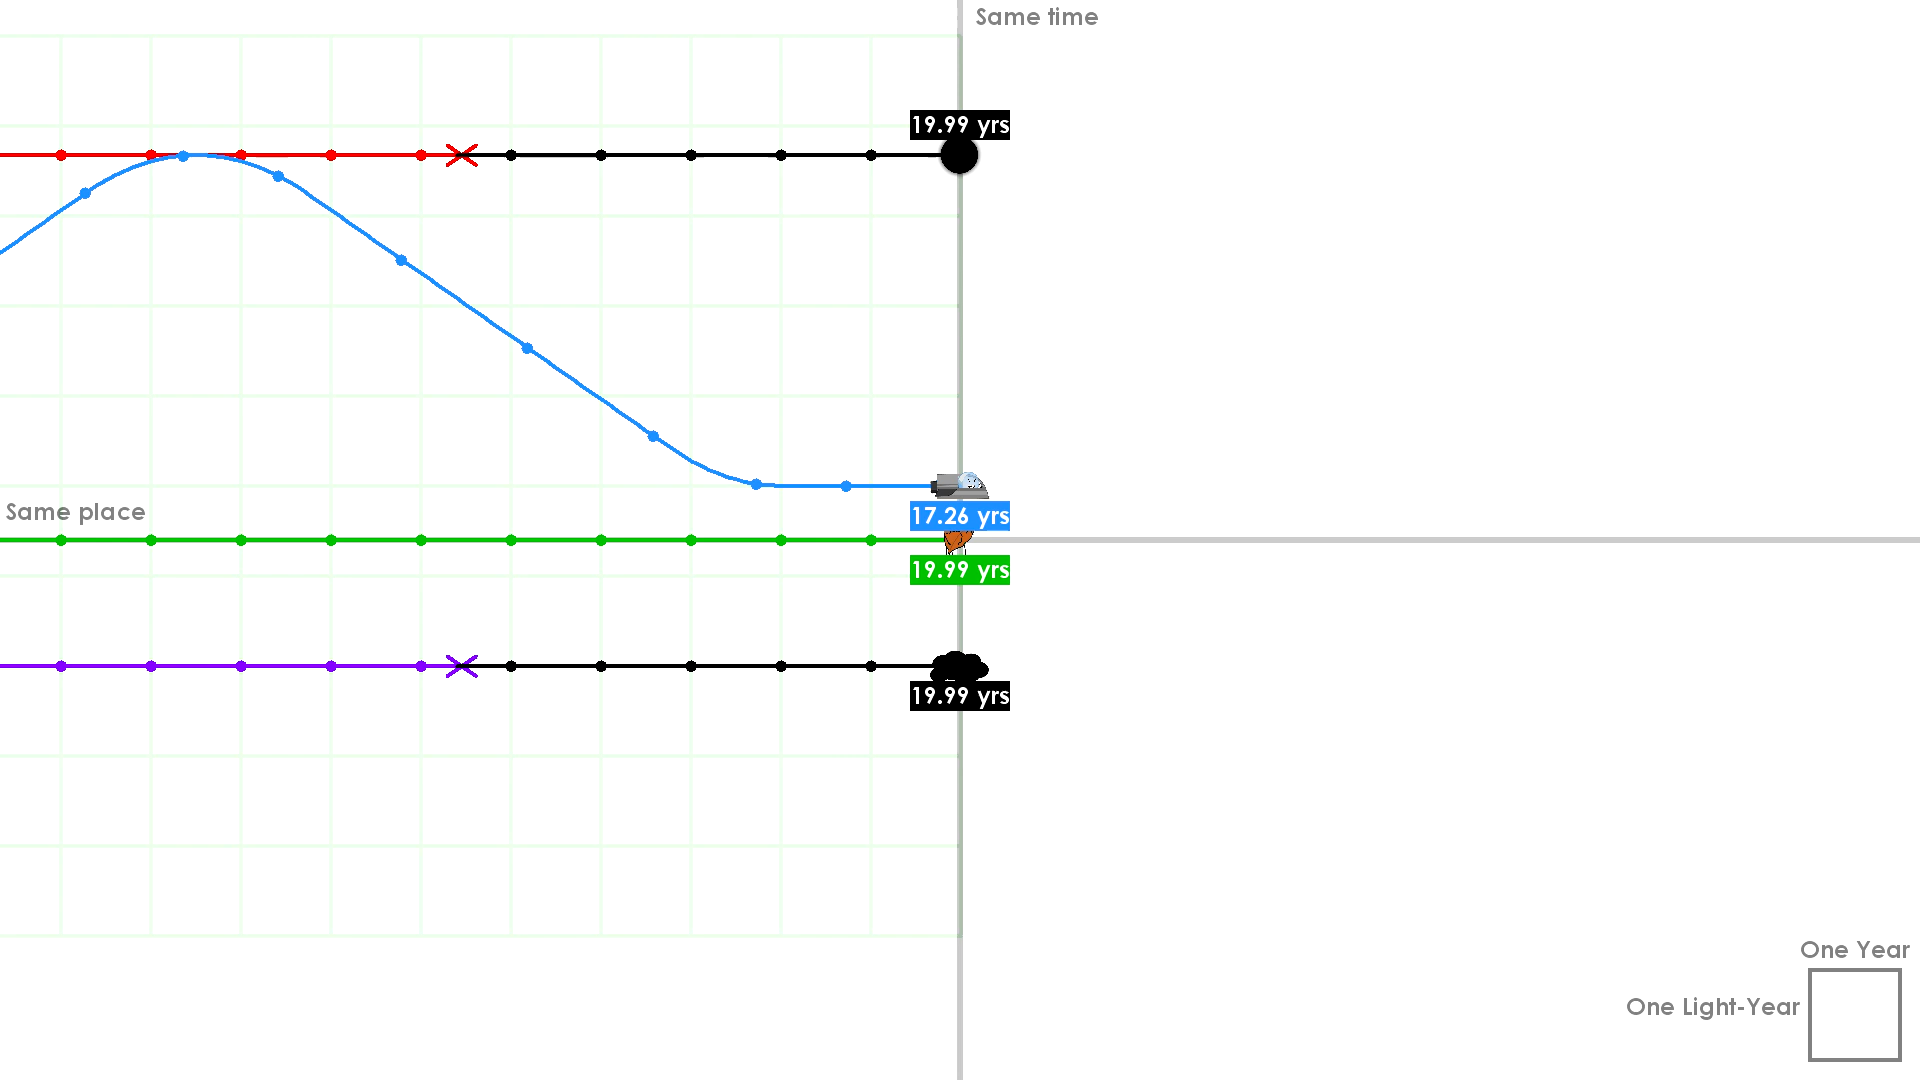 Same time
19.99 yrs
Same place
17.26 yrs
19.99 yrs
19.99 yrs
One Year
One Light-Year